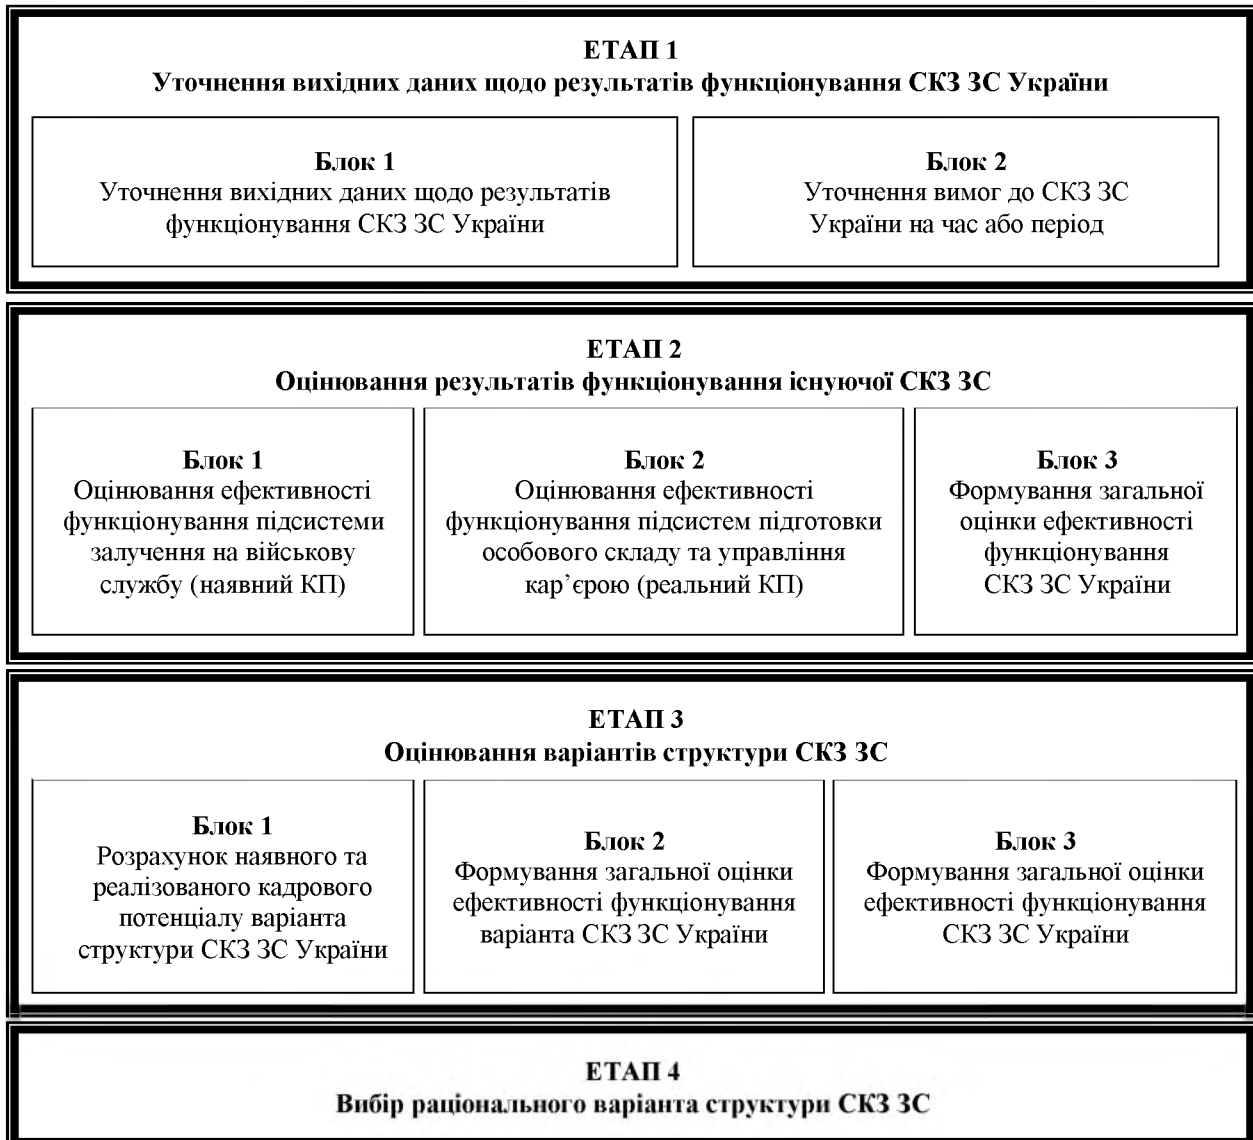 ЕТАП 1
Уточнення вихідних даних щодо результатів функціонування СКЗ ЗС України
Блок 1
Уточнення вихідних даних щодо результатів
функціонування СКЗ ЗС України
Блок 2
Уточнення вимог до СКЗ ЗС
України на час або період
ЕТАП 2
Оцінювання результатів функціонування існуючої СКЗ ЗС
Блок 1
Оцінювання ефективності
функціонування підсистеми
залучення на військову
службу (наявний КП)
Блок 2
Оцінювання ефективності
функціонування підсистем підготовки
особового складу та управління
кар’єрою (реальний КП)
Блок 3
Формування загальної
оцінки ефективності
функціонування
СКЗ ЗС України
ЕТАП 3
Оцінювання варіантів структури СКЗ ЗС
Блок 1
Розрахунок наявного та
реалізованого кадрового
потенціалу варіанта
структури СКЗ ЗС України
Блок 2
Формування загальної оцінки
ефективності функціонування
варіанта СКЗ ЗС України
Блок 3
Формування загальної оцінки
ефективності функціонування
СКЗ ЗС України
ЕТАП 4
Вибір раціонального варіанта структури СКЗ ЗС